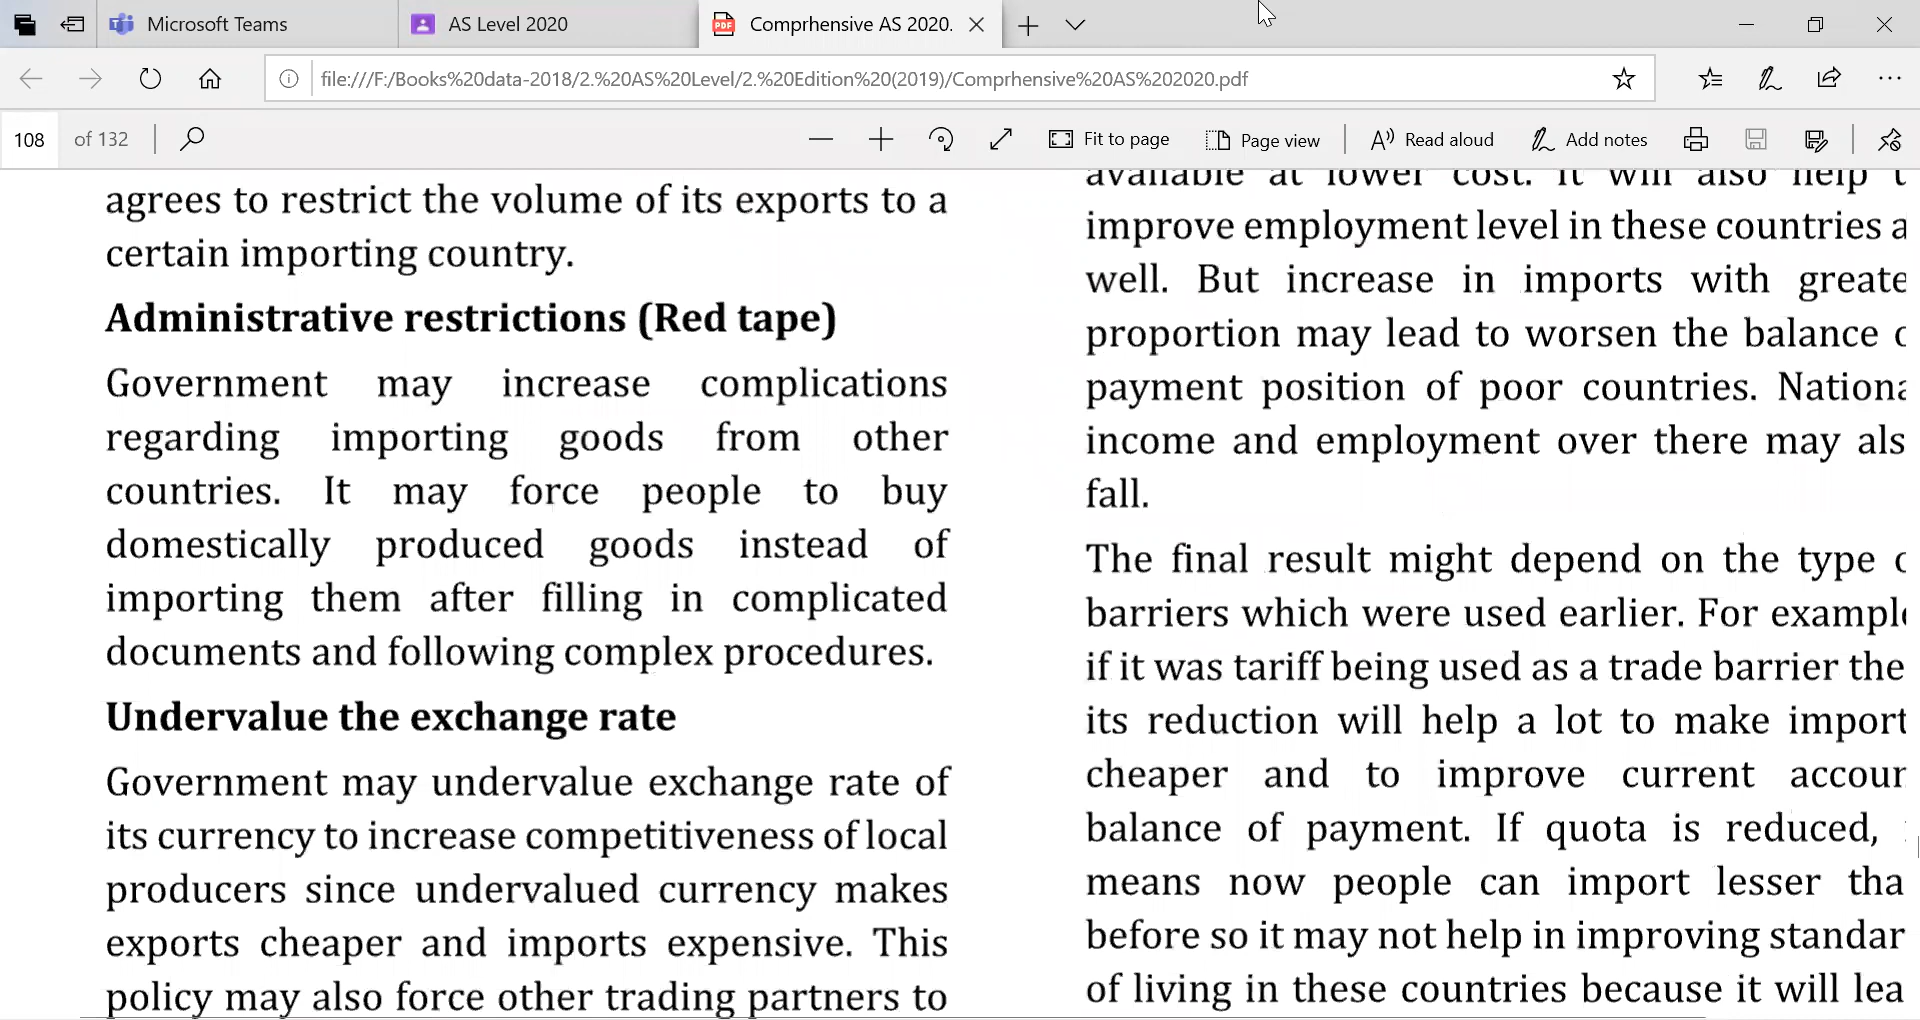 Microsoft Teams
AS Level 2020
Comprhensive AS 2020.
file:///F:/Books%20data-2018/2.%20AS%20Level/2.%20Edition%20(2019)/Comprhensive%20AS%202020.pdf
108 of 132
Fit to page
Page view
Read aloud
Add notes
agrees to restrict the volume of its exports to a
certain importing country.
Administrative restrictions (Red tape)
Government may increase complications
regarding importing goods from other
countries. It may force people to buy
domestically produced goods instead of
importing them after filling in complicated
documents and following complex procedures.
Undervalue the exchange rate
Government may undervalue exchange rate of
its currency to increase competitiveness of local
producers since undervalued currency makes
exports cheaper and imports expensive. This
policy may also force other trading partners to
available at lower cost. It will also help
improve employment level in these countries
well. But increase in imports with
proportion may lead to worsen the balance
payment position of poor countries.
income and employment over there may
fall.
The final result might depend on the type
barriers which were used earlier. For
if it was tariff being used as a trade barrier
its reduction will help a lot to make
cheaper and to improve current
balance of payment. If quota is reduced,
means now people can import lesser
before so it may not help in improving
of living in these countries because it will